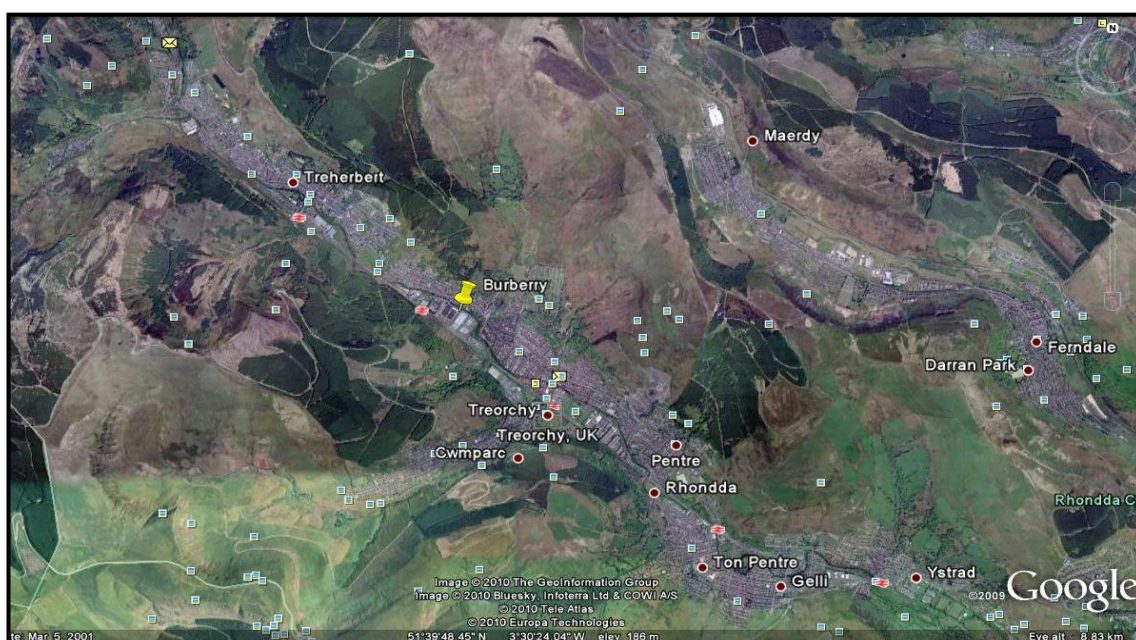 N
Maerdy
Treherbert
Burberry
Ferndale
Darran Park
Treorchy
Treorchy, UK
Cwmparc
Pentre
Rhondda
Rhondda C
Ton Pentre
Gelli
Ystrad
Image © 2010 The GeoInformation Group
Image © 2010 Bluesky, Infoterra Ltd & COWI A/S
© 2010 Tele Atlas
© 2010 Europa Technologies
©2009 Google
te: Mar 5, 2001
51°39'48.45" N 3°30'24.04" W elev 186 m
Eye alt 8.83 km